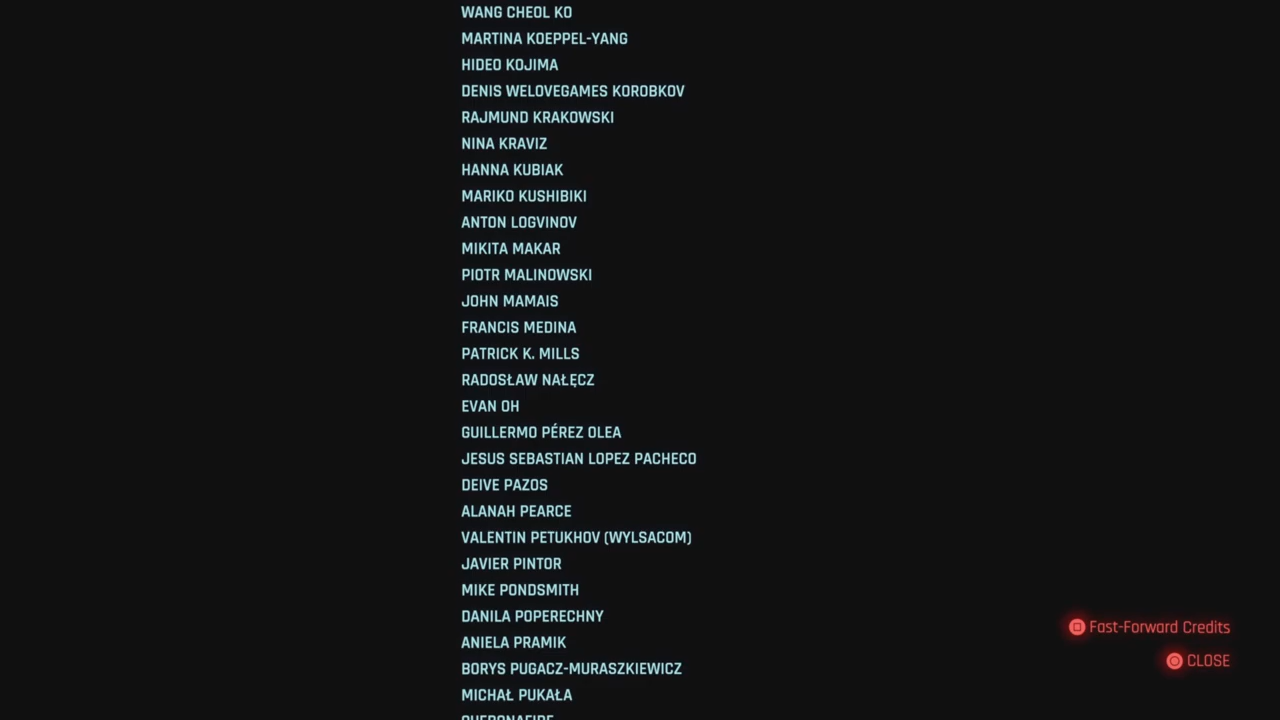 WANG CHEOL KO
MARTINA KOEPPEL-YANG
HIDEO KOJIMA
DENIS WELOVEGAMES KOROBKOV
RAJMUND KRAKOWSKI
NINA KRAVIZ
HANNA KUBIAK
MARIKO KUSHIBIKI
ANTON LOGVINOV
MIKITA MAKAR
PIOTR MALINOWSKI
JOHN MAMAIS
FRANCIS MEDINA
PATRICK K. MILLS
RADOSŁAW NAŁĘCZ
EVAN OH
GUILLERMO PÉREZ OLEA
JESUS SEBASTIAN LOPEZ PACHECO
DEIVE PAZOS
ALANAH PEARCE
VALENTIN PETUKHOV (WYLSACOM)
JAVIER PINTOR
MIKE PONDSMITH
DANILA POPERECHNY
ANIELA PRAMIK
BORYS PUGACZ-MURASZKIEWICZ
MICHAŁ PUKAŁA
Fast-Forward Credits
CLOSE